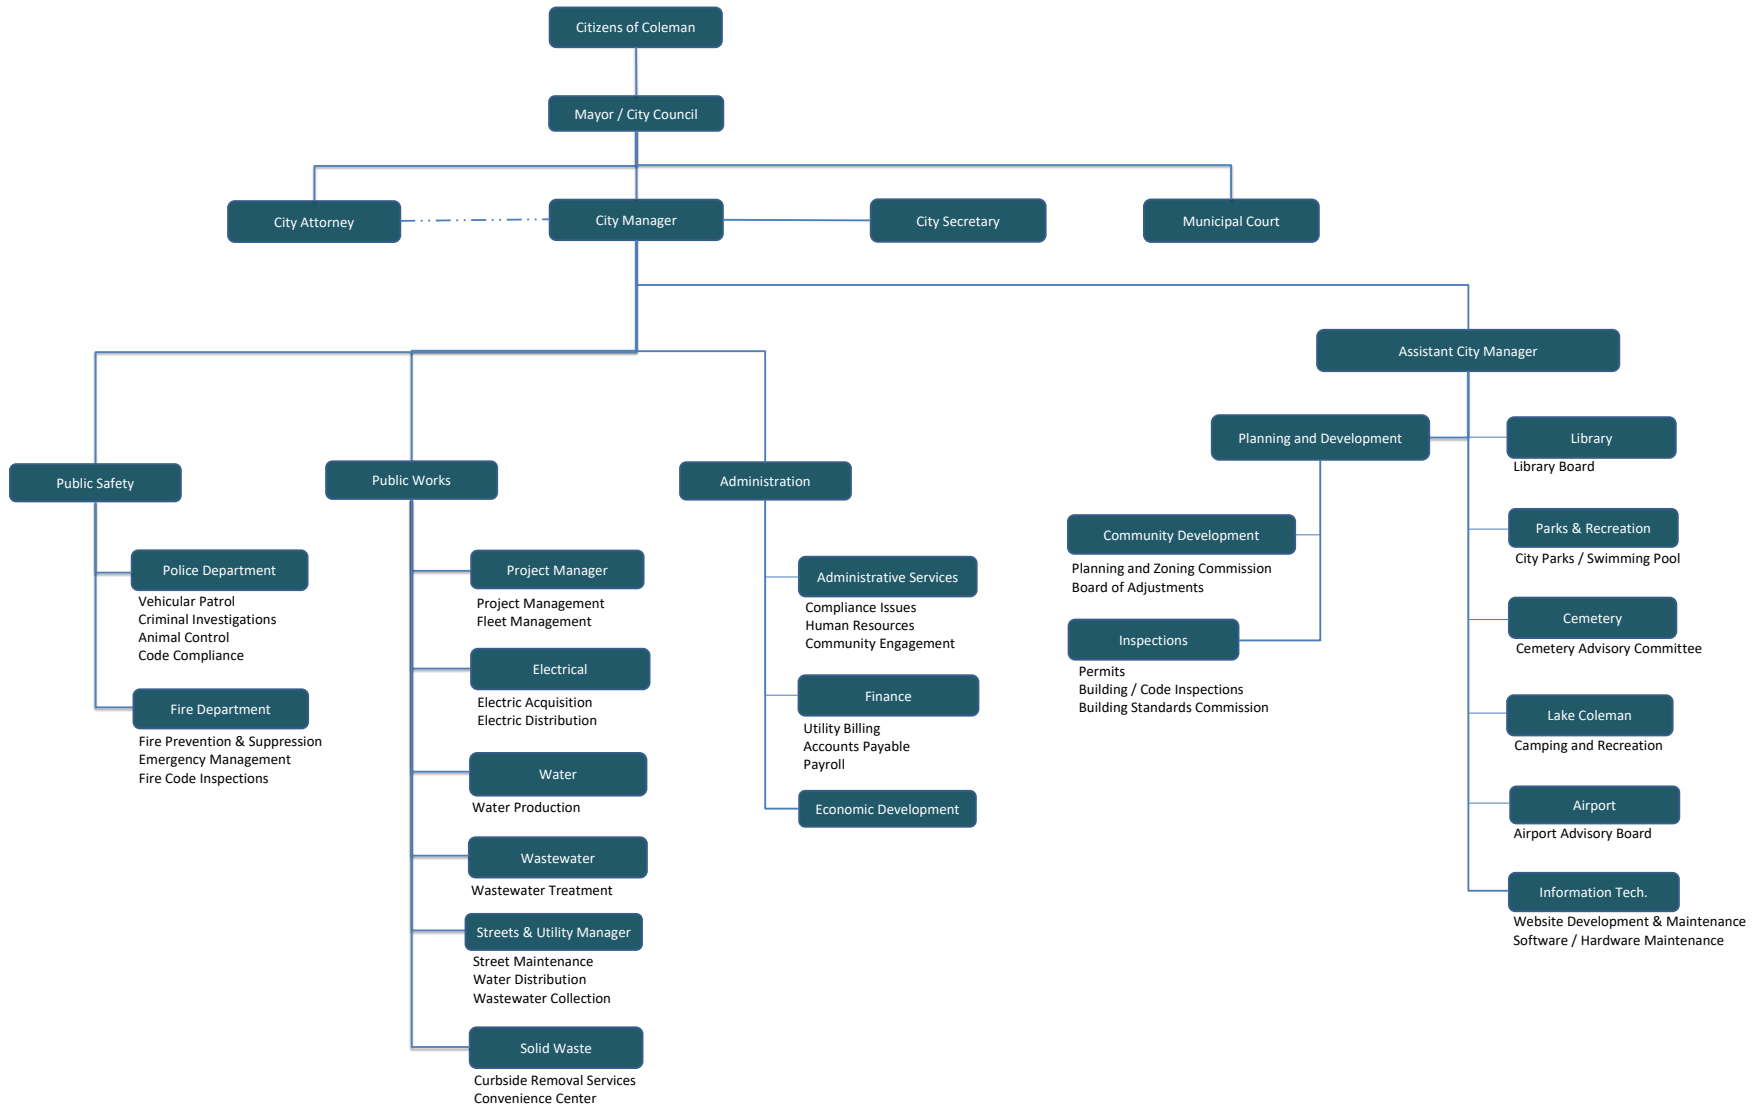 Citizens of Coleman
Mayor / City Council
City Attorney
City Manager
City Secretary
Municipal Court
Assistant City Manager
Public Safety
Police Department
Vehicular Patrol
Criminal Investigations
Animal Control
Code Compliance
Fire Department
Fire Prevention & Suppression
Emergency Management
Fire Code Inspections
Public Works
Project Manager
Project Management
Fleet Management
Electrical
Electric Acquisition
Electric Distribution
Water
Water Production
Wastewater
Wastewater Treatment
Streets & Utility Manager
Street Maintenance
Water Distribution
Wastewater Collection
Solid Waste
Curbside Removal Services
Convenience Center
Administration
Administrative Services
Compliance Issues
Human Resources
Community Engagement
Finance
Utility Billing
Accounts Payable
Payroll
Economic Development
Planning and Development
Community Development
Planning and Zoning Commission
Board of Adjustments
Inspections
Permits
Building / Code Inspections
Building Standards Commission
Library
Library Board
Parks & Recreation
City Parks / Swimming Pool
Cemetery
Cemetery Advisory Committee
Lake Coleman
Camping and Recreation
Airport
Airport Advisory Board
Information Tech.
Website Development & Maintenance
Software / Hardware Maintenance